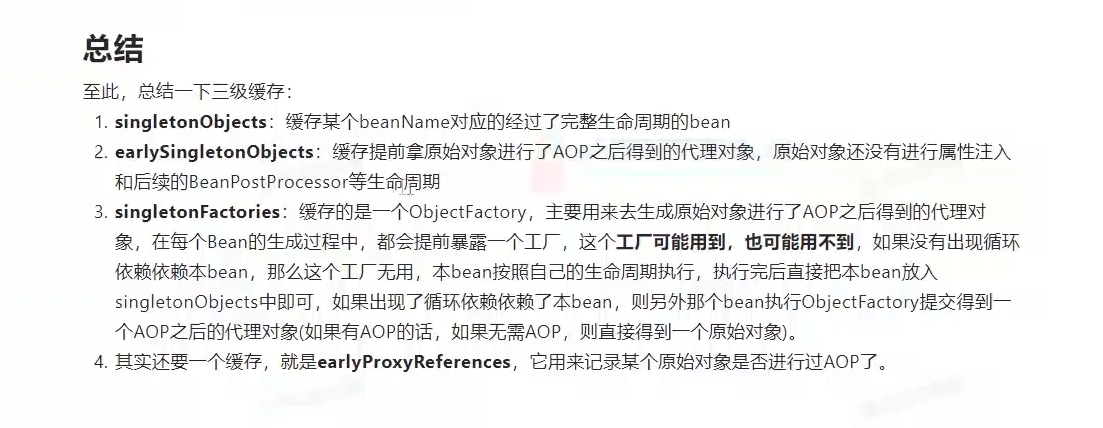 总结
至此，总结一下三级缓存：
1. singletonObjects：缓存某个beanName对应的经过了完整生命周期的bean
2. earlySingletonObjects：缓存提前拿原始对象进行了AOP之后得到的代理对象，原始对象还没有进行属性注入
和后续的BeanPostProcessor等生命周期
3. singletonFactories：缓存的是一个ObjectFactory，主要用来去生成原始对象进行了AOP之后得到的代理对
象，在每个Bean的生成过程中，都会提前暴露一个工厂，这个工厂可能用到，也可能用不到，如果没有出现循环
依赖依赖本bean，那么这个工厂无用，本bean按照自己的生命周期执行，执行完后直接把本bean放入
singletonObjects中即可，如果出现了循环依赖依赖了本bean，则另外那个bean执行ObjectFactory提交得到一
个AOP之后的代理对象(如果有AOP的话，如果无需AOP，则直接得到一个原始对象)。
4. 其实还要一个缓存，就是earlyProxyReferences，它用来记录某个原始对象是否进行过AOP了。